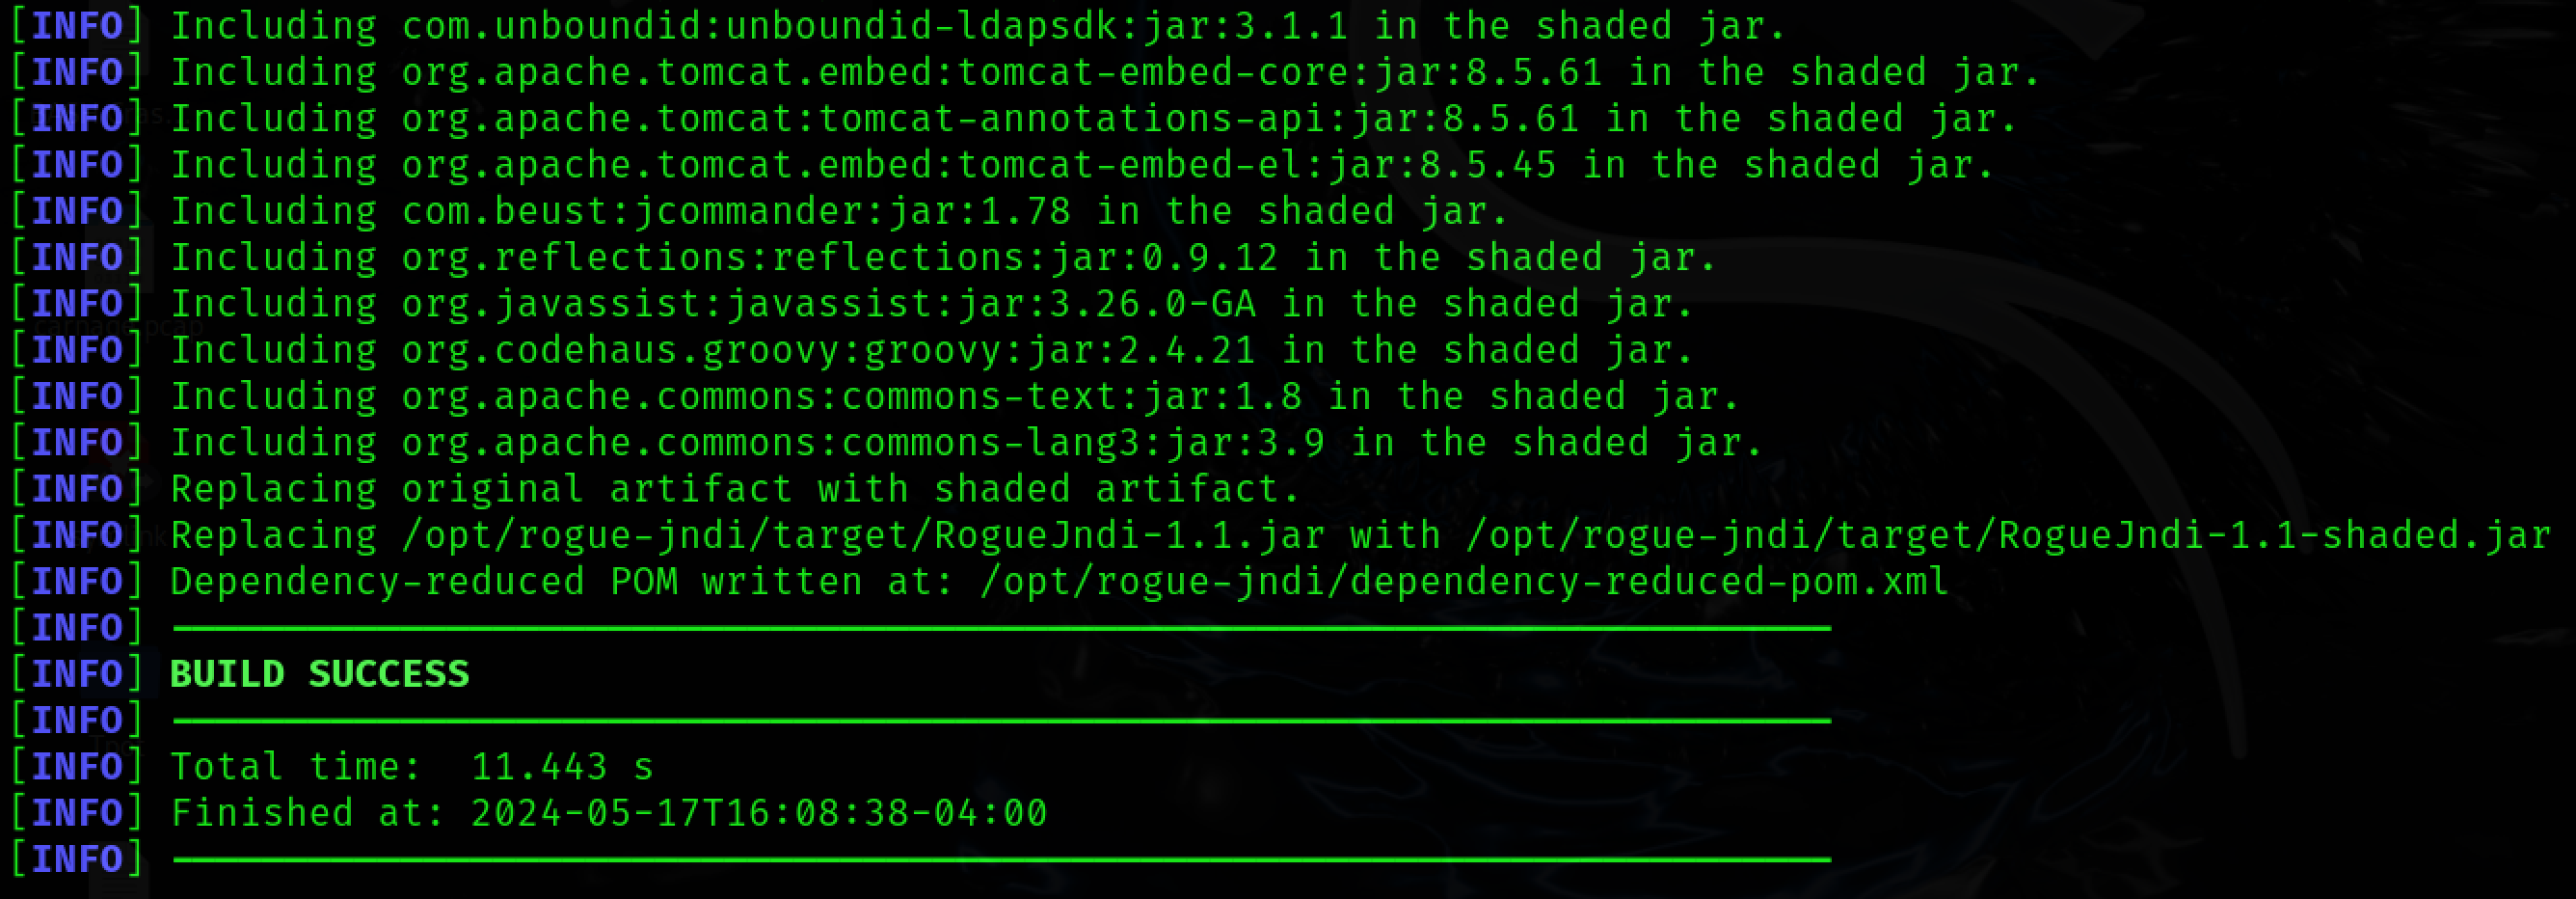 [INFO] Including com.unboundid:unboundid-ldapsdk:jar:3.1.1 in the shaded jar.
[INFO] Including org.apache.tomcat.embed:tomcat-embed-core:jar:8.5.61 in the shaded jar.
[INFO] Including org.apache.tomcat:tomcat-annotations-api:jar:8.5.61 in the shaded jar.
[INFO] Including org.apache.tomcat.embed:tomcat-embed-el:jar:8.5.45 in the shaded jar.
[INFO] Including com.beust:jcommander:jar:1.78 in the shaded jar.
[INFO] Including org.reflections:reflections:jar:0.9.12 in the shaded jar.
[INFO] Including org.javassist:javassist:jar:3.26.0-GA in the shaded jar.
[INFO] Including org.codehaus.groovy:groovy:jar:2.4.21 in the shaded jar.
[INFO] Including org.apache.commons:commons-text:jar:1.8 in the shaded jar.
[INFO] Including org.apache.commons:commons-lang3:jar:3.9 in the shaded jar.
[INFO] Replacing original artifact with shaded artifact.
[INFO] Replacing /opt/rogue-jndi/target/RogueJndi-1.1.jar with /opt/rogue-jndi/target/RogueJndi-1.1-shaded.jar
[INFO] Dependency-reduced POM written at: /opt/rogue-jndi/dependency-reduced-pom.xml
[INFO] ------------------------------------------------------------------------
[INFO] BUILD SUCCESS
[INFO] ------------------------------------------------------------------------
[INFO] Total time:  11.443 s
[INFO] Finished at: 2024-05-17T16:08:38-04:00
[INFO] ------------------------------------------------------------------------